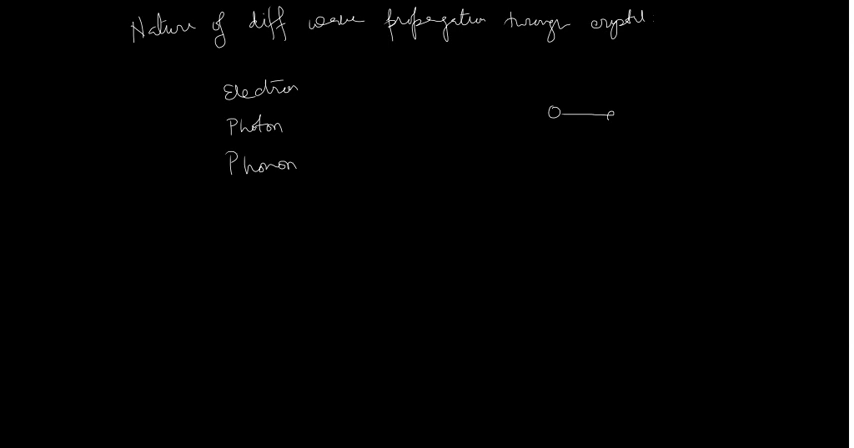 Nature of diff wave propagation through crystal:
Electron
Photon
Phonon